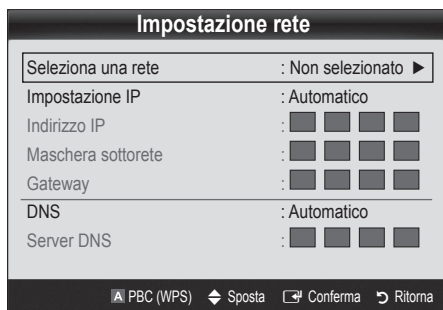 Impostazione rete
Seleziona una rete : Non selezionato ►
Impostazione IP : Automatico
Indirizzo IP :
Maschera sottorete :
Gateway :
DNS : Automatico
Server DNS :
A PBC (WPS) Sposta Conferma Ritorna